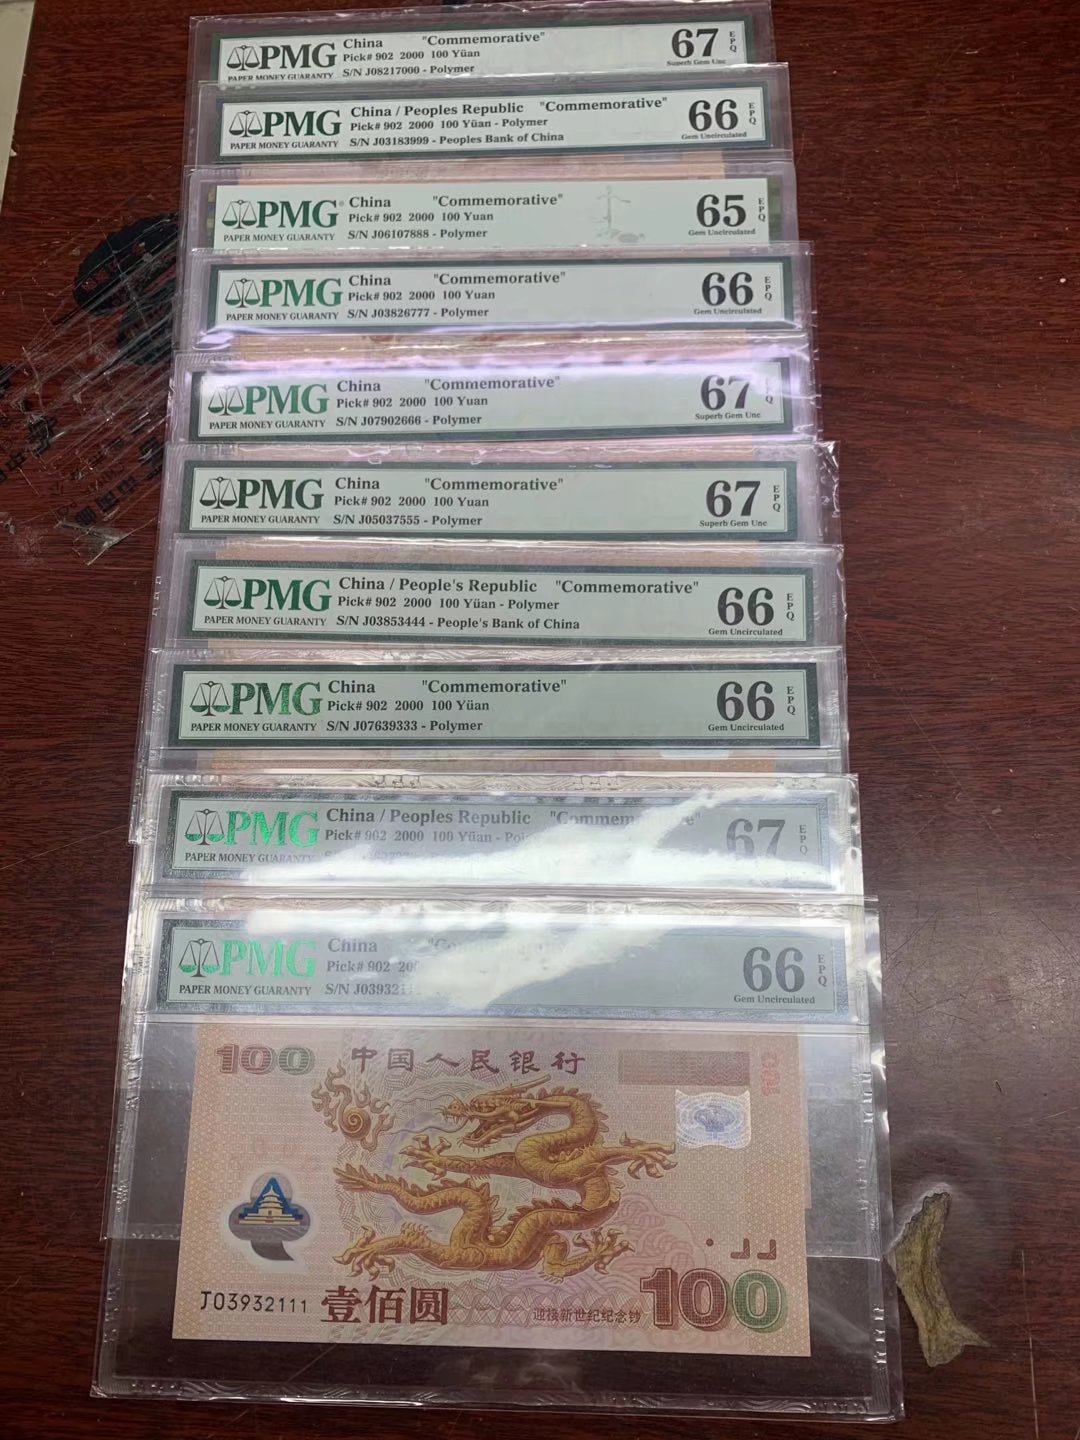 PMG
PAPER MONEY GUARANTY
China "Commemorative"
Pick# 902 2000 100 Yüan
S/N J08217000 - Polymer
67 EPQ
Superb Gem Unc
PMG
PAPER MONEY GUARANTY
China / Peoples Republic "Commemorative"
Pick# 902 2000 100 Yüan - Polymer
S/N J03183999 - Peoples Bank of China
66 EPQ
Gem Uncirculated
PMG
PAPER MONEY GUARANTY
China "Commemorative"
Pick# 902 2000 100 Yuan
S/N J06107888 - Polymer
65 EPQ
Gem Uncirculated
PMG
PAPER MONEY GUARANTY
China "Commemorative"
Pick# 902 2000 100 Yuan
S/N J03826777 - Polymer
66 EPQ
Gem Uncirculated
PMG
PAPER MONEY GUARANTY
China "Commemorative"
Pick# 902 2000 100 Yuan
S/N J07902666 - Polymer
67
Superb Gem Unc
PMG
PAPER MONEY GUARANTY
China "Commemorative"
Pick# 902 2000 100 Yuan
S/N J05037555 - Polymer
67 EPQ
Superb Gem Unc
PMG
PAPER MONEY GUARANTY
China / People's Republic "Commemorative"
Pick# 902 2000 100 Yüan - Polymer
S/N J03853444 - People's Bank of China
66 EPQ
Gem Uncirculated
PMG
PAPER MONEY GUARANTY
China "Commemorative"
Pick# 902 2000 100 Yüan
S/N J07639333 - Polymer
66 EPQ
Gem Uncirculated
PMG
PAPER MONEY GUARANTY
China / Peoples Republic "Commemorative"
Pick# 902 2000 100 Yüan
67 EPQ
PMG
PAPER MONEY GUARANTY
China
Pick# 902
S/N
66 EPQ
Gem Uncirculated
100 中国人民银行
J03932111 壹佰圆 迎接新世纪纪念钞 100